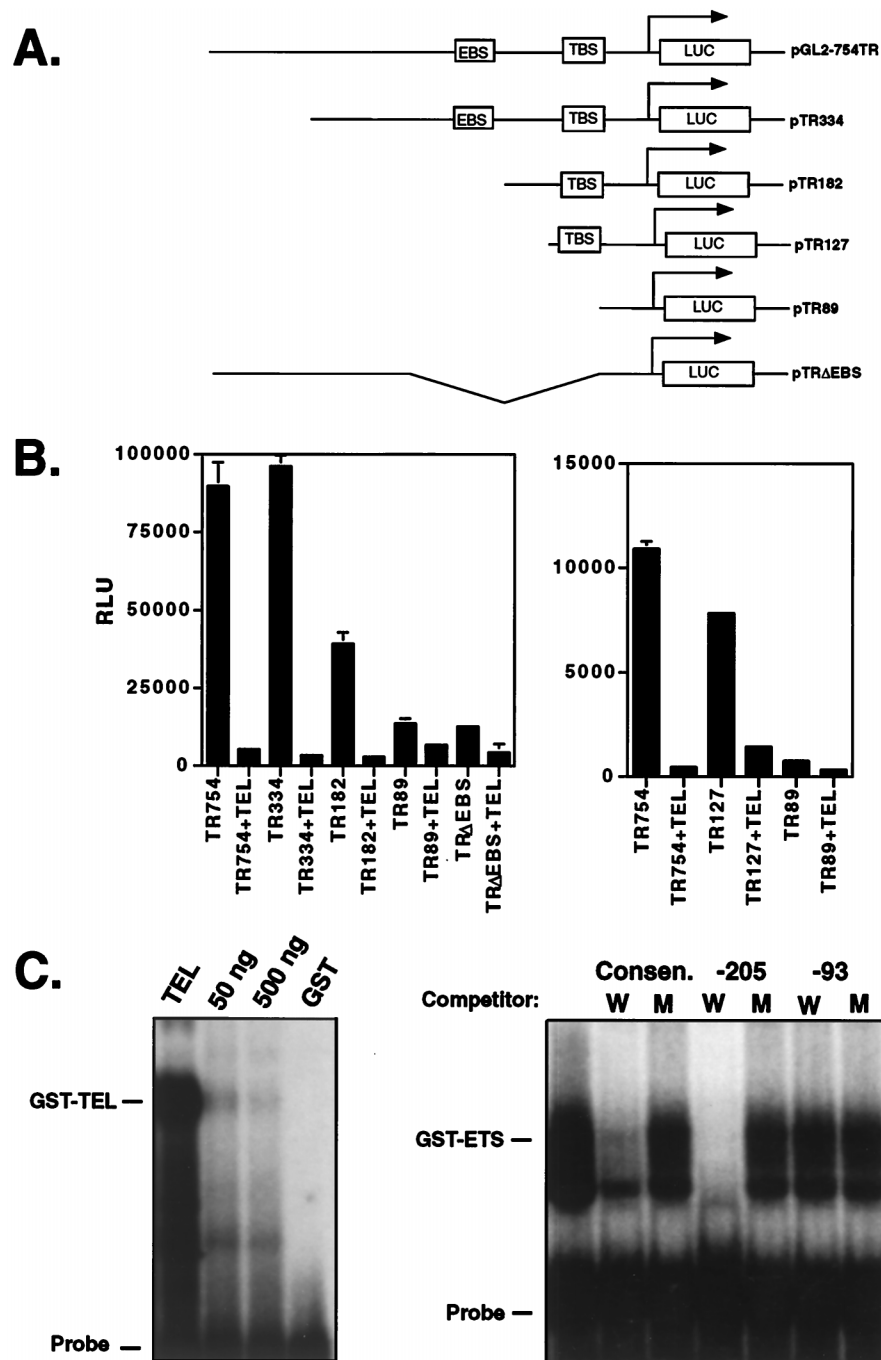 A.
EBS TBS LUC pGL2-754TR
EBS TBS LUC pTR334
TBS LUC pTR182
TBS LUC pTR127
LUC pTR89
LUC pTRΔEBS
B.
RLU
100000
75000
50000
25000
0
TR754
TR754+TEL
TR334
TR334+TEL
TR182
TR182+TEL
TR89
TR89+TEL
TRΔEBS
TRΔEBS+TEL
15000
10000
5000
0
TR754
TR754+TEL
TR127
TR127+TEL
TR89
TR89+TEL
C.
TEL
50 ng
500 ng
GST
GST-TEL
Probe
Consen. -205 -93
Competitor: W M W M W M
GST-ETS
Probe